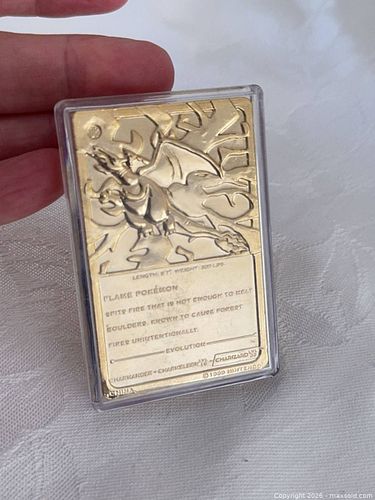 LENGTH: 5'7" WEIGHT: 200 LBS
FLAME POKÉMON
SPITS FIRE THAT IS HOT ENOUGH TO MELT
BOULDERS. KNOWN TO CAUSE FOREST
FIRES UNINTENTIONALLY.
EVOLUTION
CHARMANDER • CHARMELEON • CHARIZARD
©1999 NINTENDO
CHINA
Copyright 2026 - maxsold.com